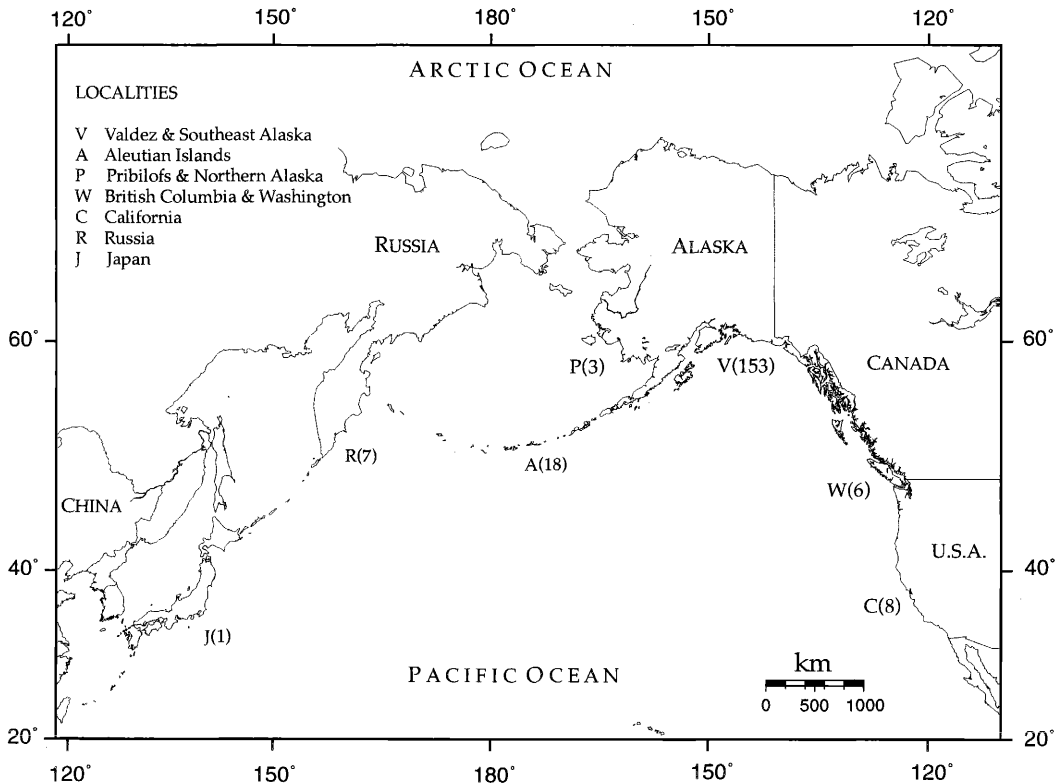 120° 150° 180° 150° 120°
ARCTIC OCEAN
LOCALITIES
V Valdez & Southeast Alaska
A Aleutian Islands
P Pribilofs & Northern Alaska
W British Columbia & Washington
C California
R Russia
J Japan
RUSSIA
ALASKA
60°
60°
P(3)
V(153)
CANADA
R(7)
A(18)
W(6)
CHINA
U.S.A.
40°
40°
C(8)
J(1)
km
PACIFIC OCEAN
0 500 1000
20°
20°
120° 150° 180° 150° 120°